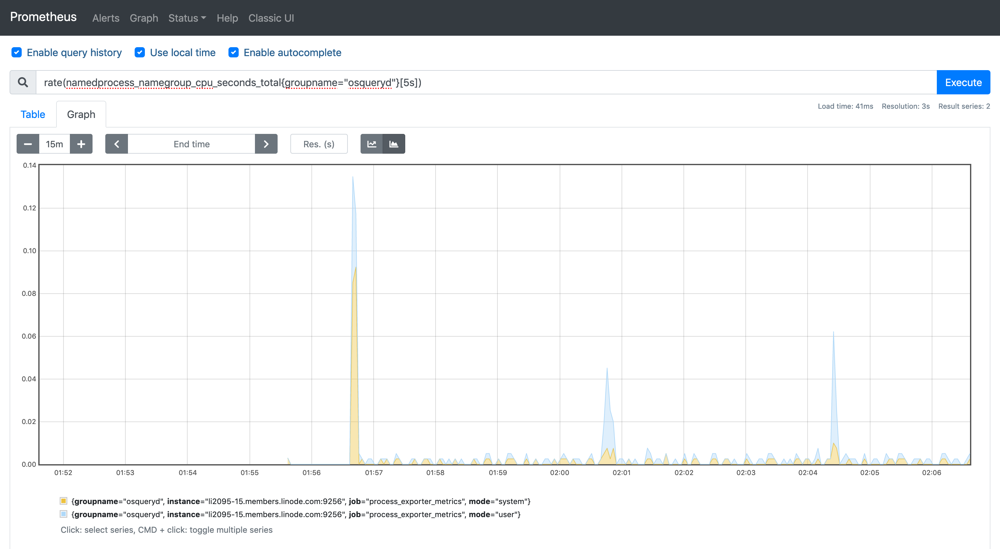 Prometheus Alerts Graph Status Help Classic UI
Enable query history Use local time Enable autocomplete
rate(namedprocess_namegroup_cpu_seconds_total{groupname="osqueryd"}[5s]) Execute
Table Graph Load time: 41ms Resolution: 3s Result series: 2
15m End time Res. (s)
0.14
0.12
0.10
0.08
0.06
0.04
0.02
0.00
01:52 01:53 01:54 01:55 01:56 01:57 01:58 01:59 02:00 02:01 02:02 02:03 02:04 02:05 02:06
{groupname="osqueryd", instance="li2095-15.members.linode.com:9256", job="process_exporter_metrics", mode="system"}
{groupname="osqueryd", instance="li2095-15.members.linode.com:9256", job="process_exporter_metrics", mode="user"}
Click: select series, CMD + click: toggle multiple series